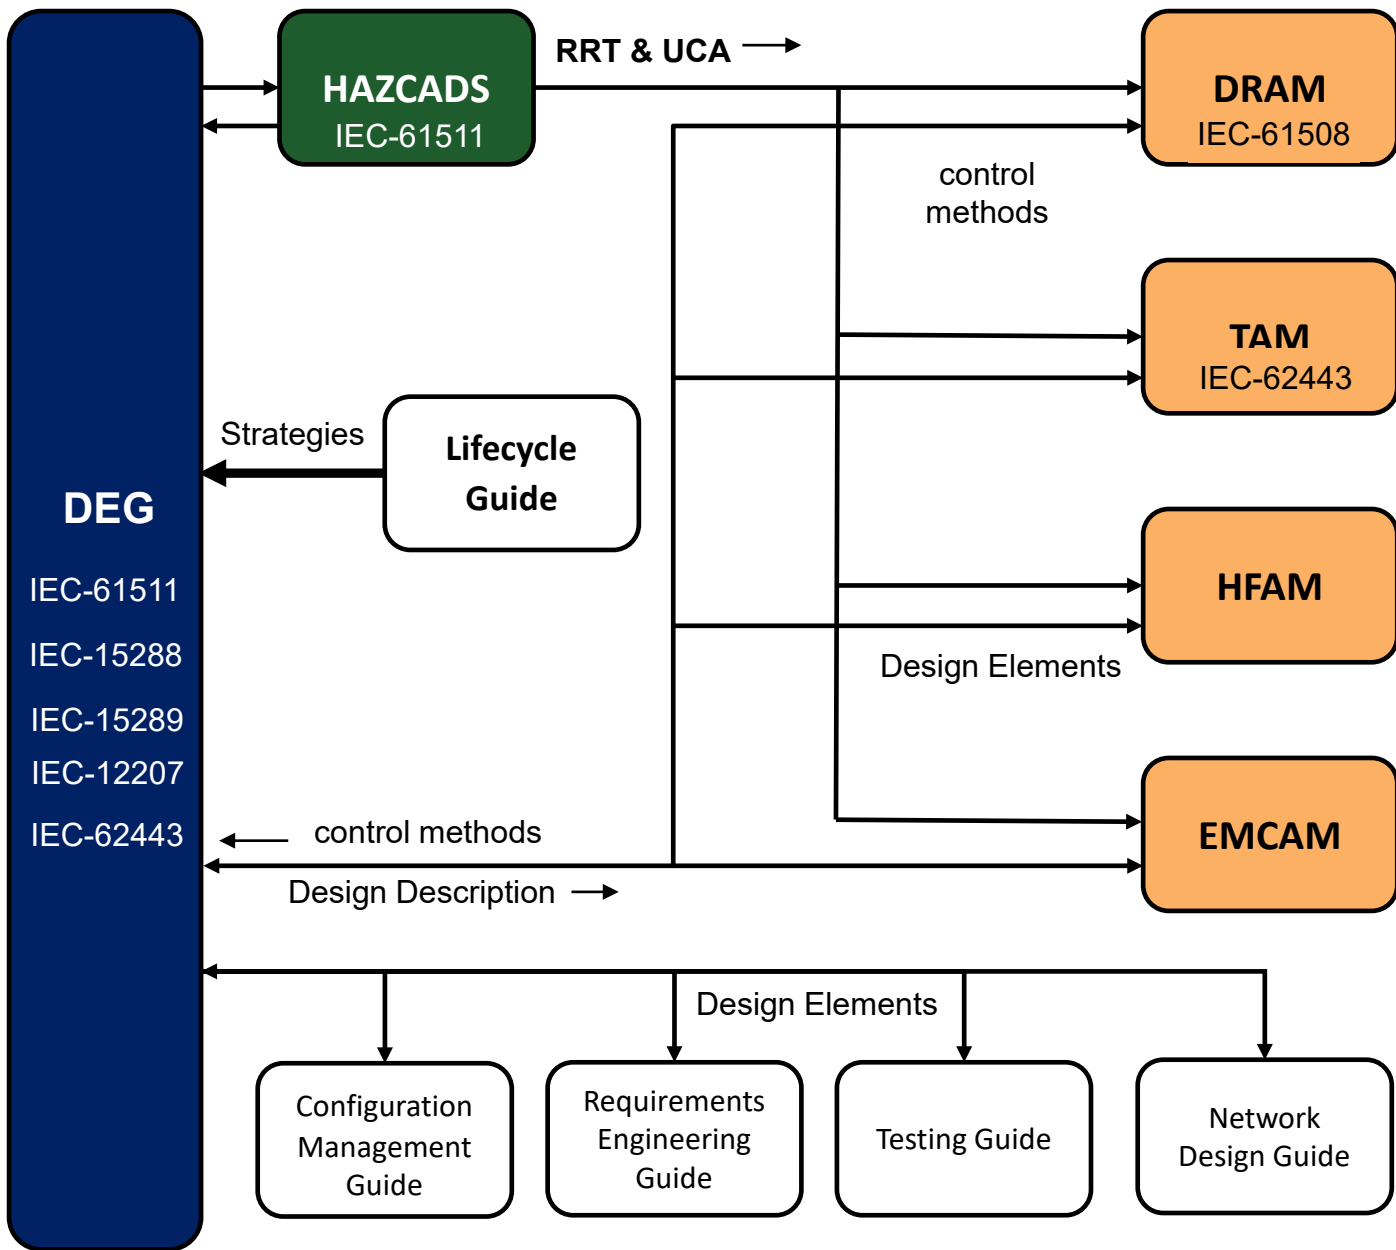 HAZCADS
IEC-61511
RRT & UCA
DRAM
IEC-61508
control
methods
TAM
IEC-62443
Strategies
Lifecycle
Guide
DEG
IEC-61511
IEC-15288
IEC-15289
IEC-12207
IEC-62443
HFAM
Design Elements
control methods
Design Description
EMCAM
Design Elements
Configuration
Management
Guide
Requirements
Engineering
Guide
Testing Guide
Network
Design Guide